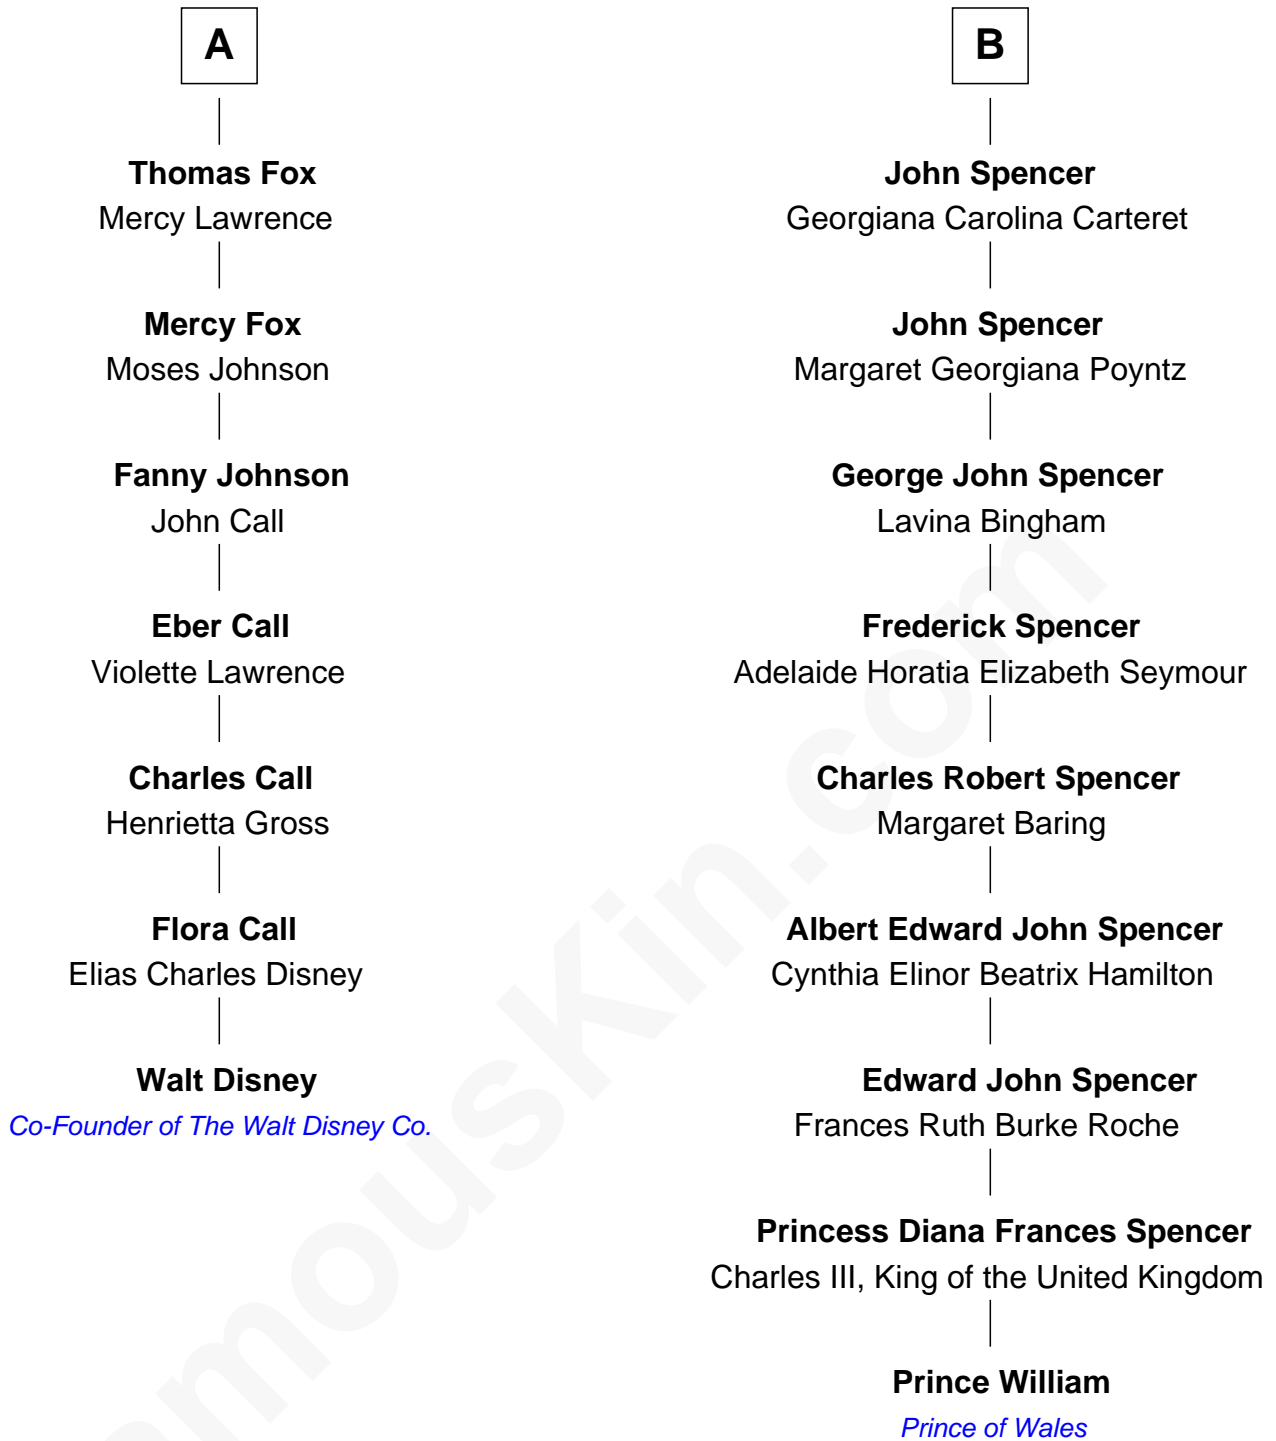 A
Thomas Fox
Mercy Lawrence
Mercy Fox
Moses Johnson
Fanny Johnson
John Call
Eber Call
Violette Lawrence
Charles Call
Henrietta Gross
Flora Call
Elias Charles Disney
Walt Disney
Co-Founder of The Walt Disney Co.
B
John Spencer
Georgiana Carolina Carteret
John Spencer
Margaret Georgiana Poyntz
George John Spencer
Lavina Bingham
Frederick Spencer
Adelaide Horatia Elizabeth Seymour
Charles Robert Spencer
Margaret Baring
Albert Edward John Spencer
Cynthia Elinor Beatrix Hamilton
Edward John Spencer
Frances Ruth Burke Roche
Princess Diana Frances Spencer
Charles III, King of the United Kingdom
Prince William
Prince of Wales
amousKin.com